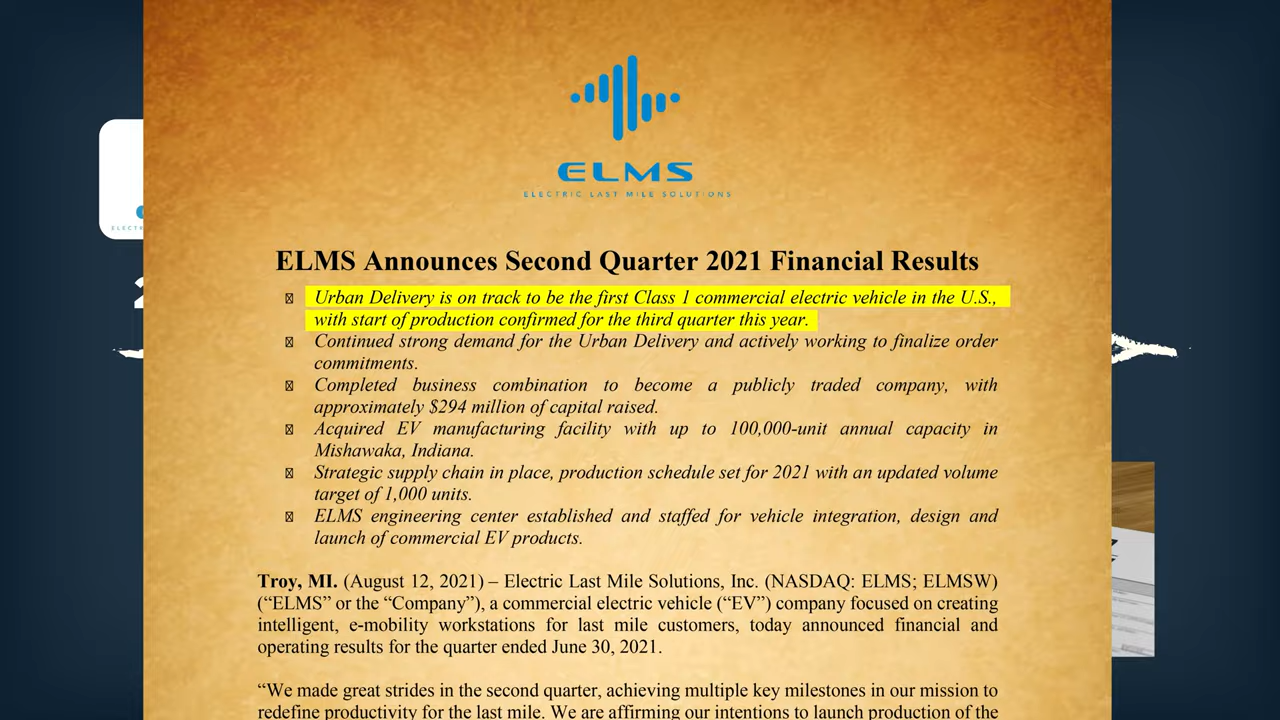 ELMS
ELECTRIC LAST MILE SOLUTIONS
ELMS Announces Second Quarter 2021 Financial Results
Urban Delivery is on track to be the first Class 1 commercial electric vehicle in the U.S.,
with start of production confirmed for the third quarter this year.
Continued strong demand for the Urban Delivery and actively working to finalize order
commitments.
Completed business combination to become a publicly traded company, with
approximately $294 million of capital raised.
Acquired EV manufacturing facility with up to 100,000-unit annual capacity in
Mishawaka, Indiana.
Strategic supply chain in place, production schedule set for 2021 with an updated volume
target of 1,000 units.
ELMS engineering center established and staffed for vehicle integration, design and
launch of commercial EV products.
Troy, MI. (August 12, 2021) – Electric Last Mile Solutions, Inc. (NASDAQ: ELMS; ELMSW)
(“ELMS” or the “Company”), a commercial electric vehicle (“EV”) company focused on creating
intelligent, e-mobility workstations for last mile customers, today announced financial and
operating results for the quarter ended June 30, 2021.
“We made great strides in the second quarter, achieving multiple key milestones in our mission to
redefine productivity for the last mile. We are affirming our intentions to launch production of the